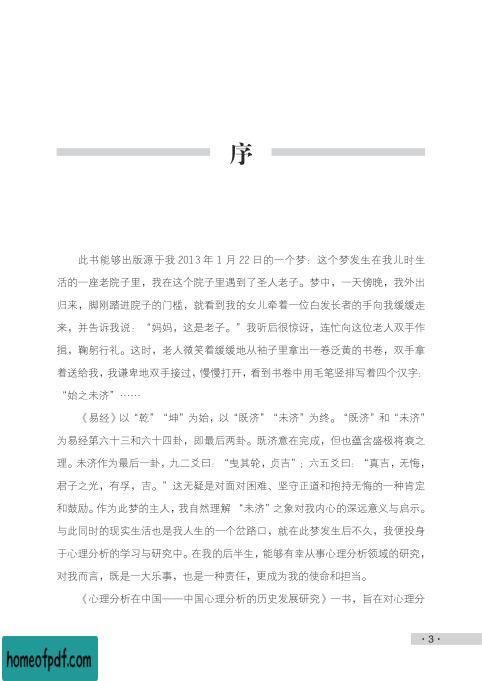 序
此书能够出版源于我 2013 年 1 月 22 日的一个梦：这个梦发生在我儿时生
活的一座老院子里，我在这个院子里遇到了圣人老子。梦中，一天傍晚，我外出
归来，脚刚踏进院子的门槛，就看到我的女儿牵着一位白发长者的手向我缓缓走
来，并告诉我说：“妈妈，这是老子。”我听后很惊讶，连忙向这位老人双手作
揖，鞠躬行礼。这时，老人微笑着缓缓地从袖子里拿出一卷泛黄的书卷，双手拿
着送给我，我谦卑地双手接过，慢慢打开，看到书卷中用毛笔竖排写着四个汉字：
“始之未济”……
《易经》以“乾”“坤”为始，以“既济”“未济”为终。“既济”和“未济”
为易经第六十三和六十四卦，即最后两卦。既济意在完成，但也蕴含盛极将衰之
理。未济作为最后一卦，九二爻曰：“曳其轮，贞吉”；六五爻曰：“真吉，无悔，
君子之光，有孚，吉。”这无疑是对面对困难、坚守正道和抱持无悔的一种肯定
和鼓励。作为此梦的主人，我自然理解“未济”之象对我内心的深远意义与启示。
与此同时的现实生活也是我人生的一个岔路口，就在此梦发生后不久，我便投身
于心理分析的学习与研究中。在我的后半生，能够有幸从事心理分析领域的研究，
对我而言，既是一大乐事，也是一种责任，更成为我的使命和担当。
《心理分析在中国——中国心理分析的历史发展研究》一书，旨在对心理分
· 3 ·
homeofpdf.com